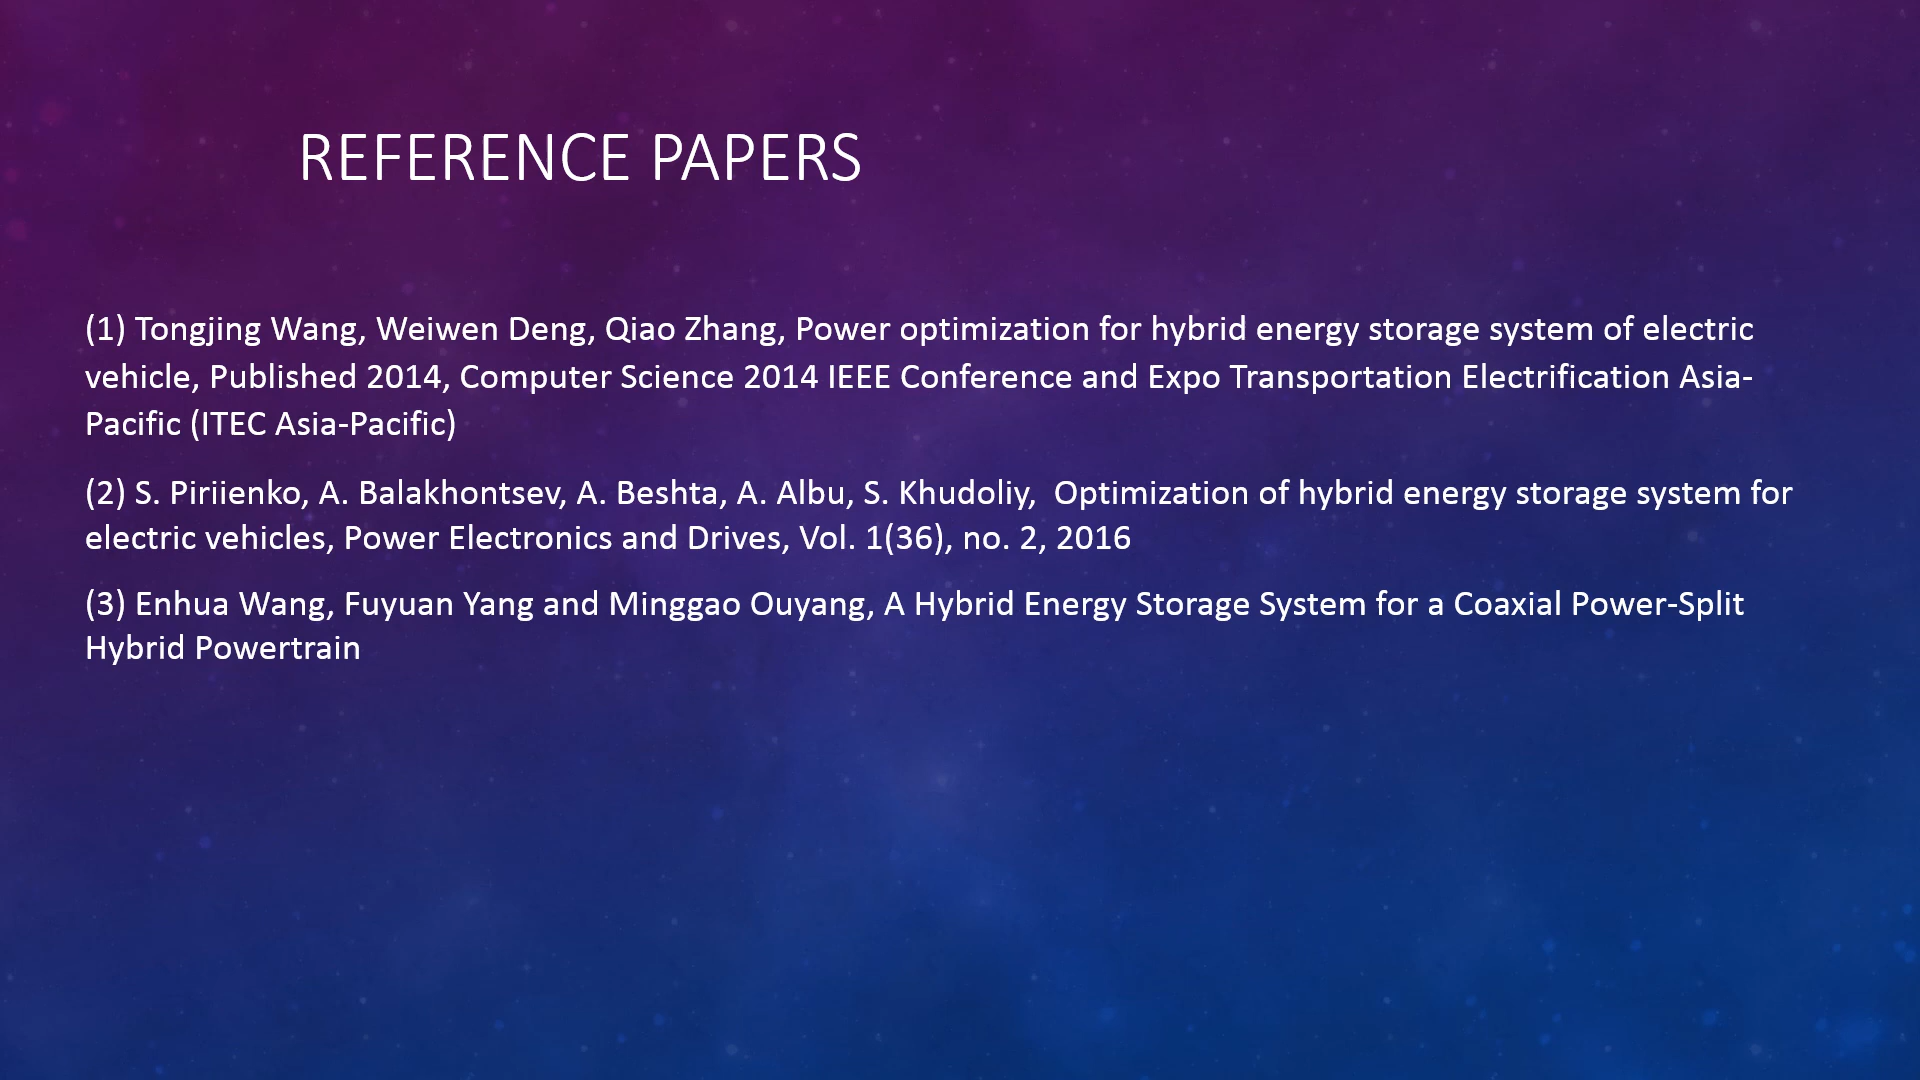 REFERENCE PAPERS
(1) Tongjing Wang, Weiwen Deng, Qiao Zhang, Power optimization for hybrid energy storage system of electric
vehicle, Published 2014, Computer Science 2014 IEEE Conference and Expo Transportation Electrification Asia-
Pacific (ITEC Asia-Pacific)
(2) S. Piriienko, A. Balakhontsev, A. Beshta, A. Albu, S. Khudoliy,  Optimization of hybrid energy storage system for
electric vehicles, Power Electronics and Drives, Vol. 1(36), no. 2, 2016
(3) Enhua Wang, Fuyuan Yang and Minggao Ouyang, A Hybrid Energy Storage System for a Coaxial Power-Split
Hybrid Powertrain